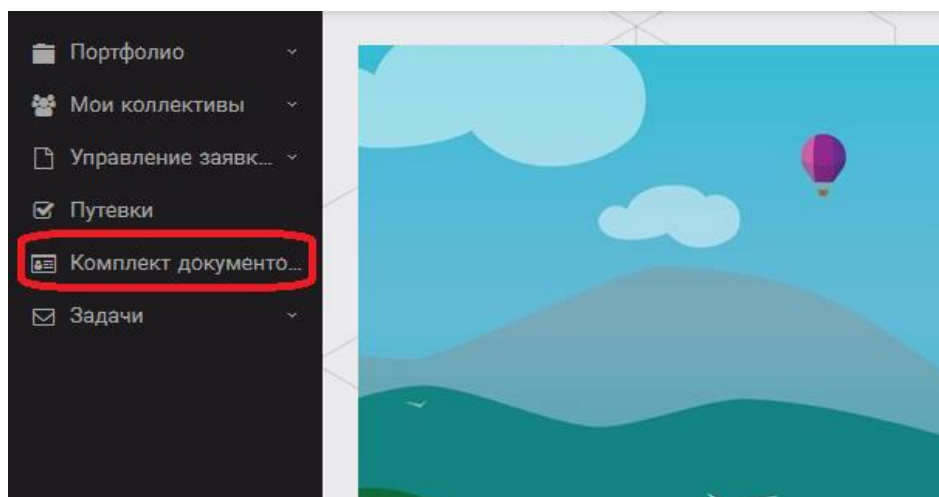 Портфолио
Мои коллективы
Управление заявк...
Путевки
Комплект документо...
Задачи